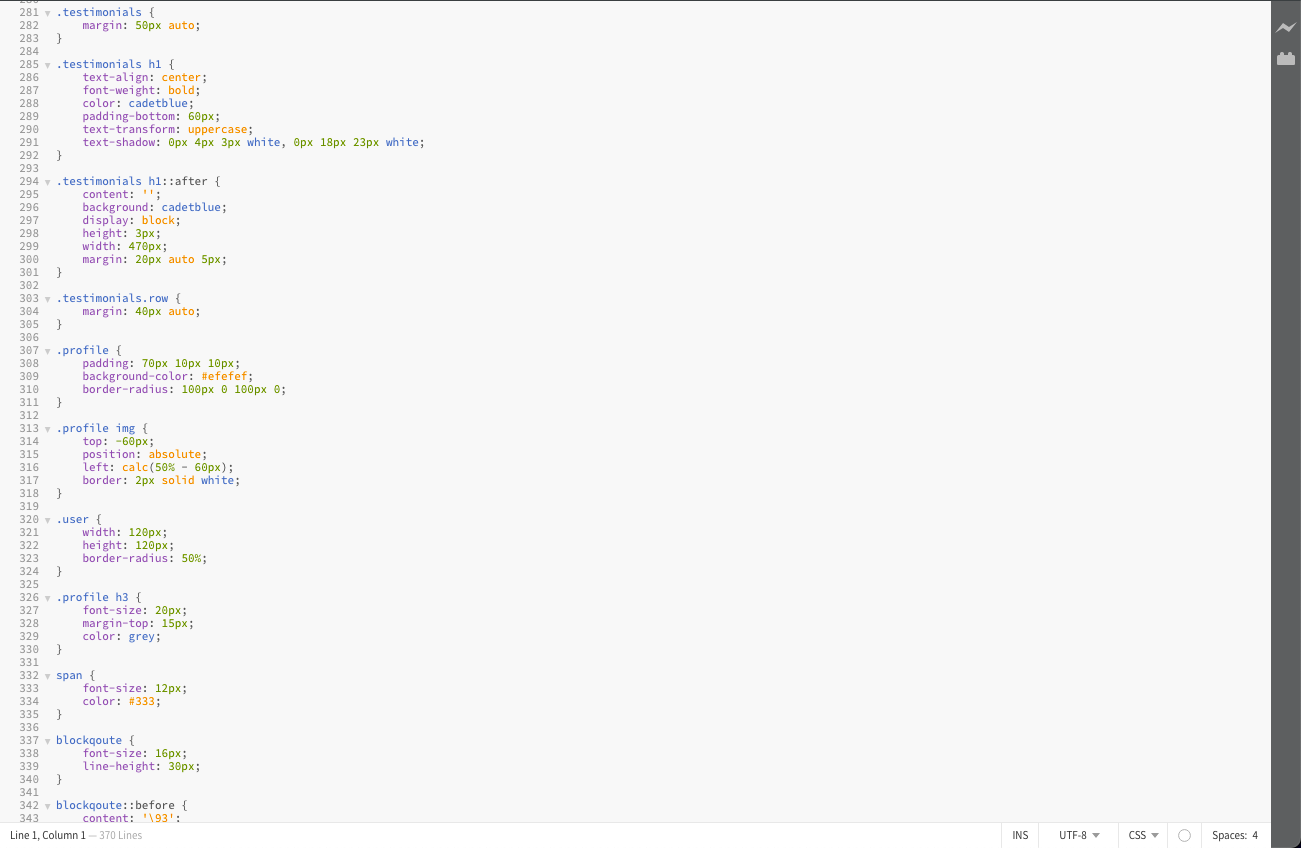 281 .testimonials {
282     margin: 50px auto;
283 }
284
285 .testimonials h1 {
286     text-align: center;
287     font-weight: bold;
288     color: cadetblue;
289     padding-bottom: 60px;
290     text-transform: uppercase;
291     text-shadow: 0px 4px 3px white, 0px 18px 23px white;
292 }
293
294 .testimonials h1::after {
295     content: '';
296     background: cadetblue;
297     display: block;
298     height: 3px;
299     width: 470px;
300     margin: 20px auto 5px;
301 }
302
303 .testimonials.row {
304     margin: 40px auto;
305 }
306
307 .profile {
308     padding: 70px 10px 10px;
309     background-color: #efefef;
310     border-radius: 100px 0 100px 0;
311 }
312
313 .profile img {
314     top: -60px;
315     position: absolute;
316     left: calc(50% - 60px);
317     border: 2px solid white;
318 }
319
320 .user {
321     width: 120px;
322     height: 120px;
323     border-radius: 50%;
324 }
325
326 .profile h3 {
327     font-size: 20px;
328     margin-top: 15px;
329     color: grey;
330 }
331
332 span {
333     font-size: 12px;
334     color: #333;
335 }
336
337 blockqoute {
338     font-size: 16px;
339     line-height: 30px;
340 }
341
342 blockqoute::before {
343     content: '\93';
Line 1, Column 1 — 370 Lines INS UTF-8 CSS Spaces: 4